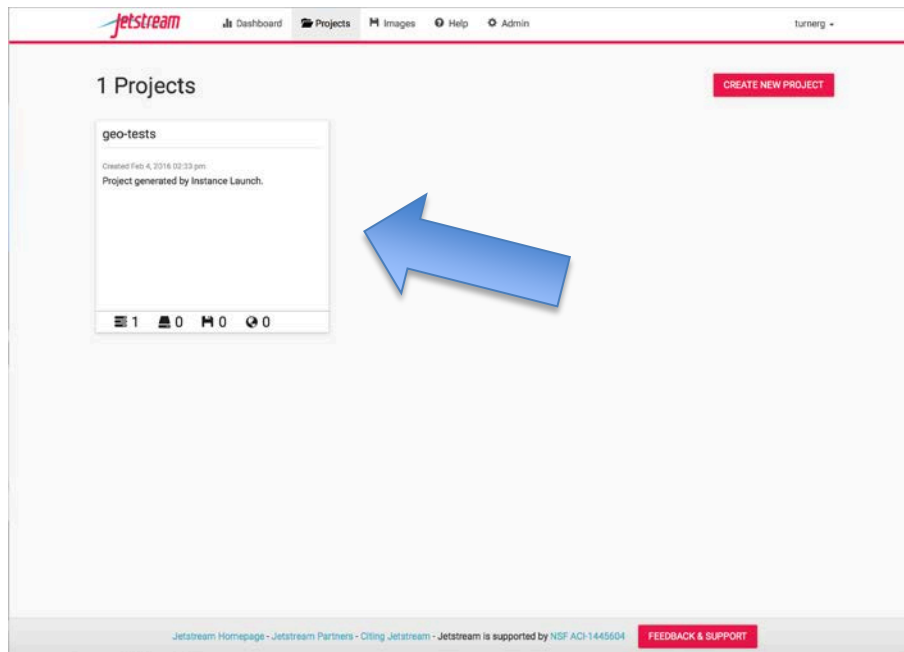 Jetstream Dashboard Projects Images Help Admin turnerg
1 Projects CREATE NEW PROJECT
geo-tests
Created Feb 4, 2016 02:33 pm
Project generated by Instance Launch.
1 0 0 0
Jetstream Homepage - Jetstream Partners - Citing Jetstream - Jetstream is supported by NSF ACI-1445604 FEEDBACK & SUPPORT